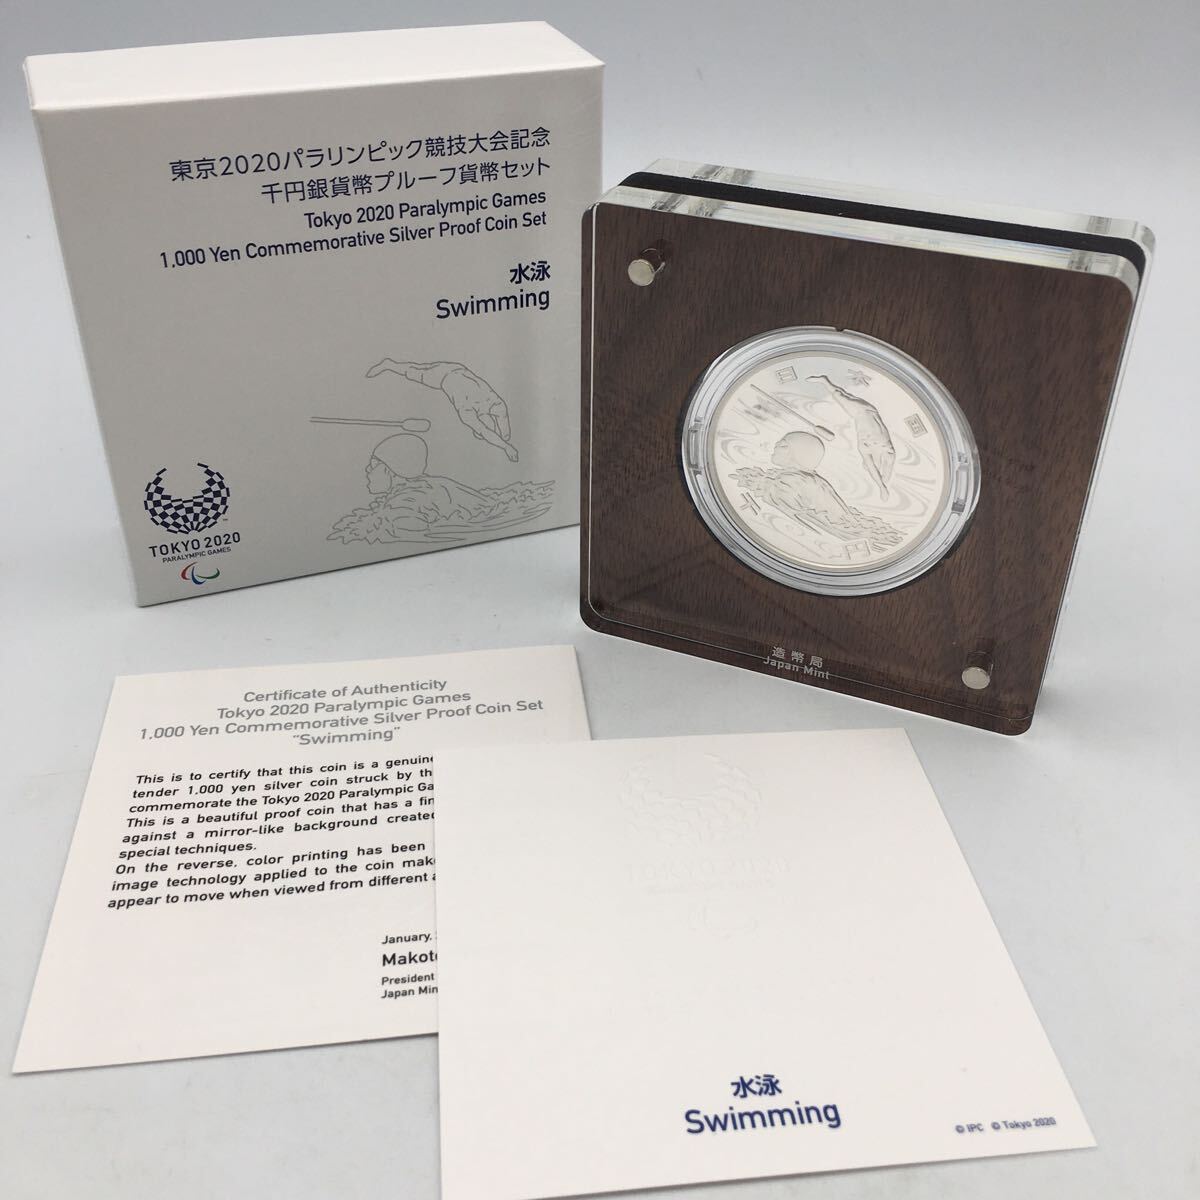 東京2020パラリンピック競技大会記念
千円銀貨幣プルーフ貨幣セット
Tokyo 2020 Paralympic Games
1,000 Yen Commemorative Silver Proof Coin Set
水泳
Swimming
TOKYO 2020
PARALYMPIC GAMES
日本国
千円
造幣局
Japan Mint
Certificate of Authenticity
Tokyo 2020 Paralympic Games
1,000 Yen Commemorative Silver Proof Coin Set
"Swimming"
This is to certify that this coin is a genuine
tender 1,000 yen silver coin struck by th
commemorate the Tokyo 2020 Paralympic Ga
This is a beautiful proof coin that has a fin
against a mirror-like background created
special techniques.
On the reverse, color printing has been
image technology applied to the coin mak
appear to move when viewed from different a
January,
Makoto
President
Japan Min
水泳
Swimming
© IPC © Tokyo 2020